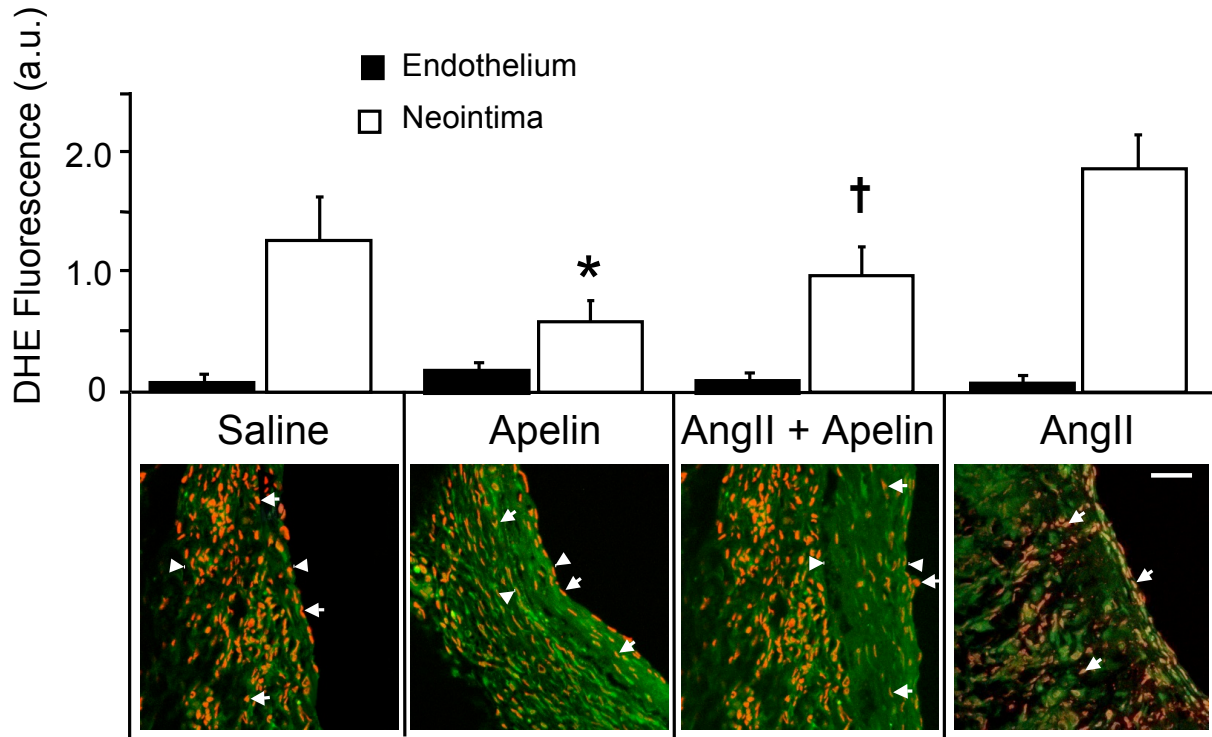 DHE Fluorescence (a.u.)
Endothelium
Neointima
2.0
1.0
0
*
†
Saline
Apelin
AngII + Apelin
AngII